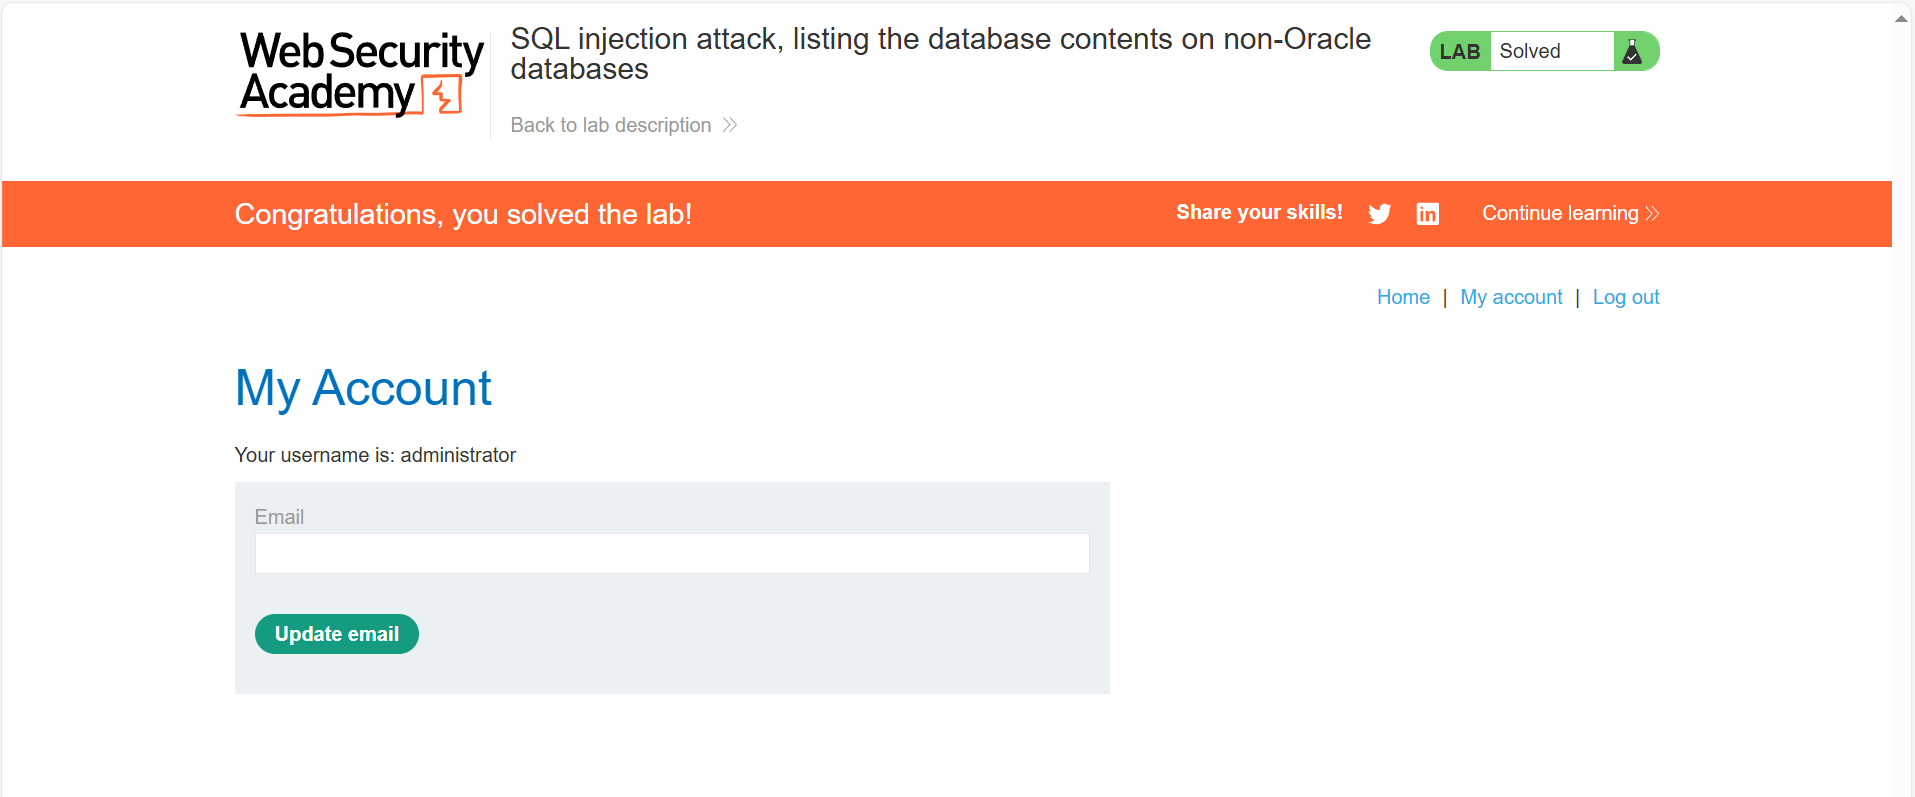 Web Security
Academy
SQL injection attack, listing the database contents on non-Oracle
databases
Back to lab description
LAB Solved
Congratulations, you solved the lab!
Share your skills!
Continue learning
Home | My account | Log out
My Account
Your username is: administrator
Email
Update email